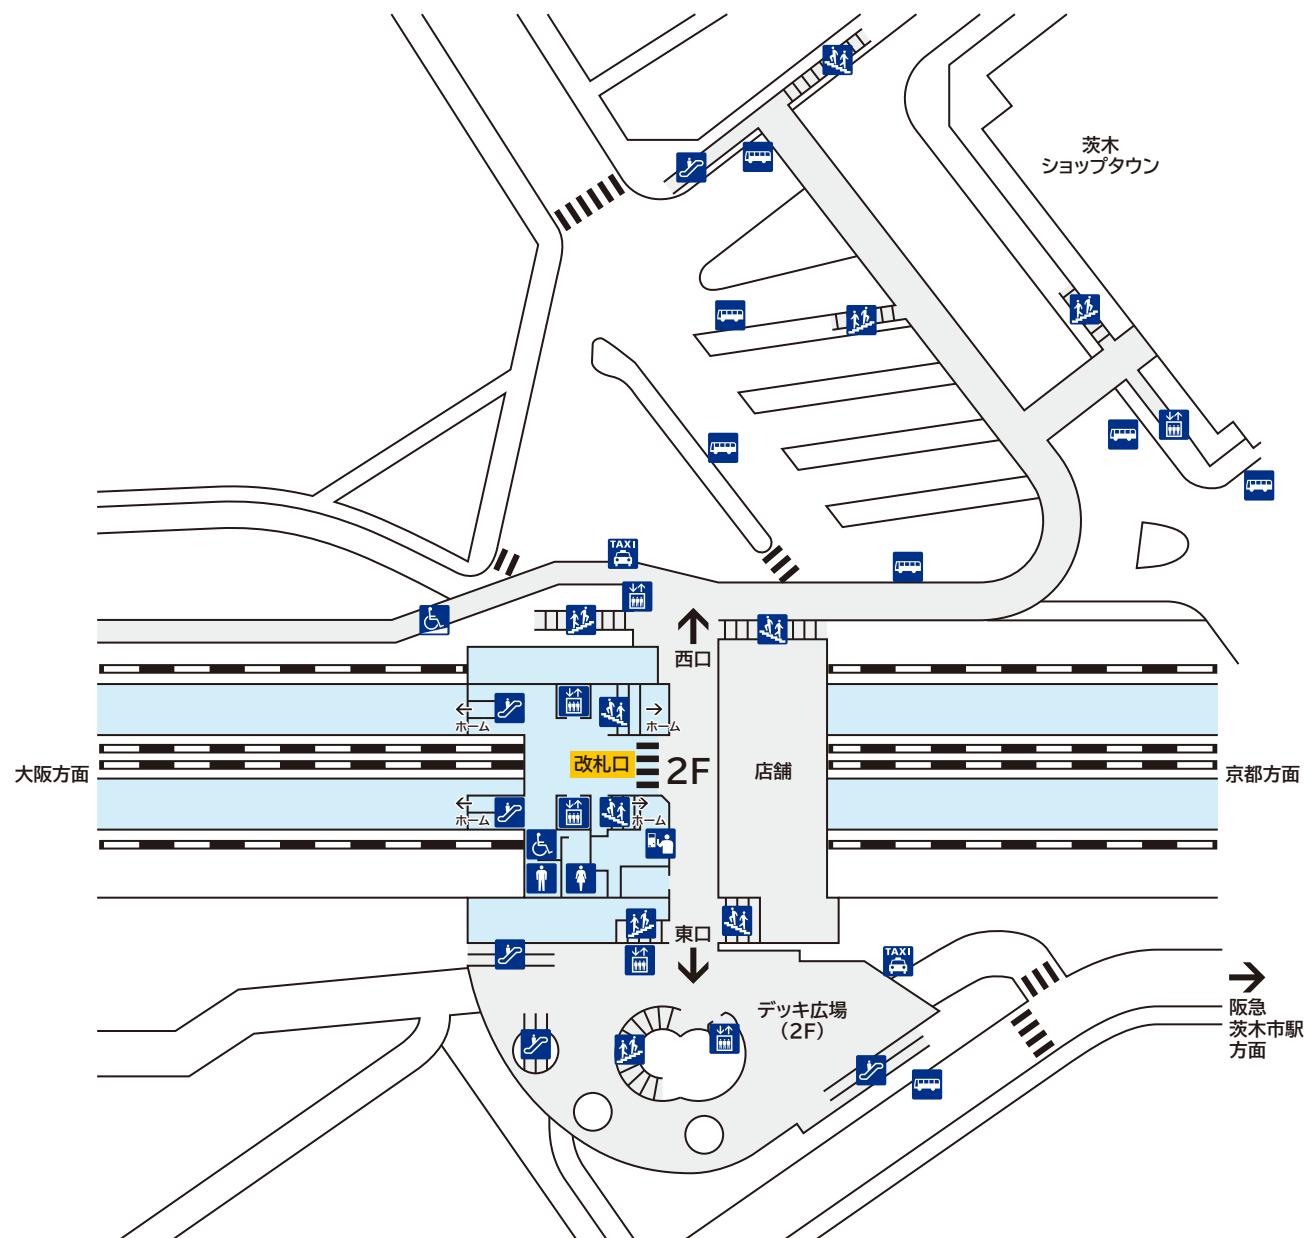 茨木
ショップタウン
TAXI
西口
ホーム
ホーム
改札口
2F
店舗
大阪方面
京都方面
ホーム
ホーム
東口
TAXI
デッキ広場
（2F）
阪急
茨木市駅
方面